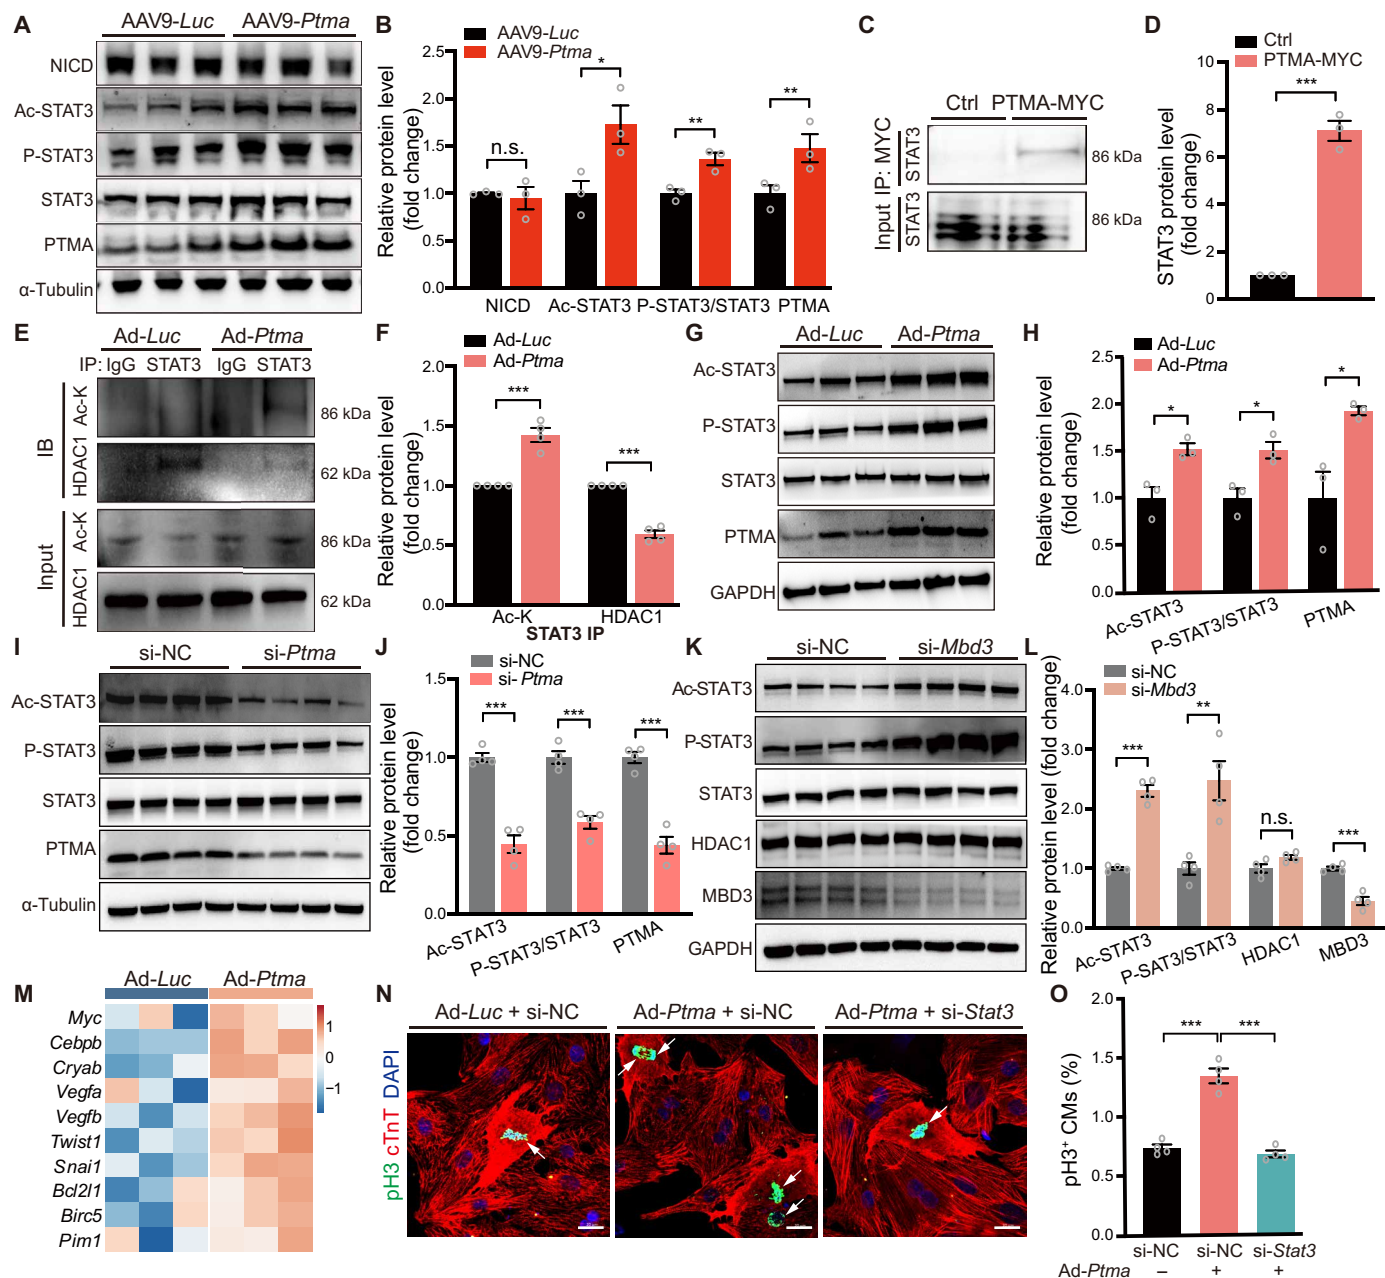 A
AAV9-Luc AAV9-Ptma
NICD
Ac-STAT3
P-STAT3
STAT3
PTMA
α-Tubulin
B
AAV9-Luc
AAV9-Ptma
Relative protein level
(fold change)
2.5
2.0
1.5
1.0
0.5
0.0
n.s.
*
**
**
NICD Ac-STAT3 P-STAT3/STAT3 PTMA
C
Ctrl PTMA-MYC
IP: MYC
STAT3
86 kDa
Input
STAT3
86 kDa
D
Ctrl
PTMA-MYC
STAT3 protein level
(fold change)
10
8
6
4
2
0
***
E
Ad-Luc Ad-Ptma
IP: IgG STAT3 IgG STAT3
IB
Ac-K
86 kDa
HDAC1
62 kDa
Input
Ac-K
86 kDa
HDAC1
62 kDa
F
Ad-Luc
Ad-Ptma
Relative protein level
(fold change)
2.0
1.5
1.0
0.5
0.0
***
***
Ac-K HDAC1
STAT3 IP
G
Ad-Luc Ad-Ptma
Ac-STAT3
P-STAT3
STAT3
PTMA
GAPDH
H
Ad-Luc
Ad-Ptma
Relative protein level
(fold change)
2.5
2.0
1.5
1.0
0.5
0.0
*
*
*
Ac-STAT3
P-STAT3/STAT3
PTMA
I
si-NC si-Ptma
Ac-STAT3
P-STAT3
STAT3
PTMA
α-Tubulin
J
si-NC
si-Ptma
Relative protein level
(fold change)
1.5
1.0
0.5
0.0
***
***
***
Ac-STAT3
P-STAT3/STAT3
PTMA
K
si-NC si-Mbd3
Ac-STAT3
P-STAT3
STAT3
HDAC1
MBD3
GAPDH
L
si-NC
si-Mbd3
Relative protein level (fold change)
4.0
3.0
2.0
1.0
0.0
***
**
n.s.
***
Ac-STAT3
P-SAT3/STAT3
HDAC1
MBD3
M
Ad-Luc Ad-Ptma
Myc
Cebpb
Cryab
Vegfa
Vegfb
Twist1
Snai1
Bcl2l1
Birc5
Pim1
1
0
−1
N
Ad-Luc + si-NC Ad-Ptma + si-NC Ad-Ptma + si-Stat3
pH3 cTnT DAPI
O
pH3⁺ CMs (%)
2.0
1.5
1.0
0.5
0.0
***
***
si-NC si-NC si-Stat3
Ad-Ptma – + +